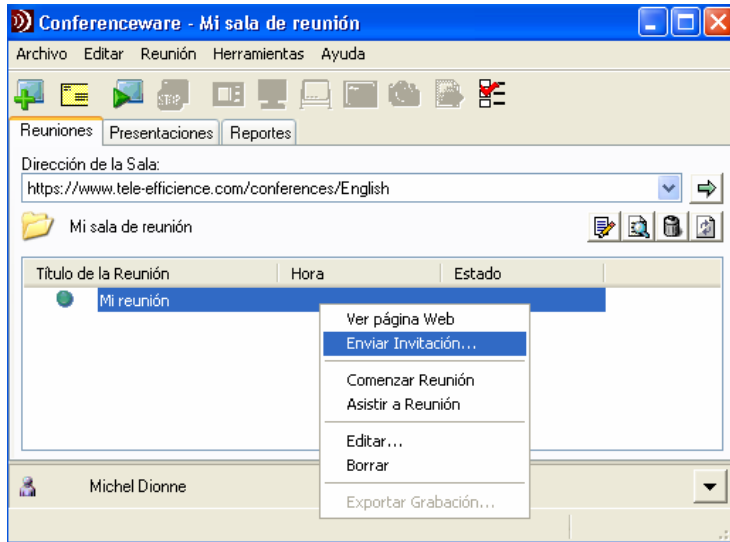 Conferenceware - Mi sala de reunión
Archivo Editar Reunión Herramientas Ayuda
STOP
Reuniones Presentaciones Reportes
Dirección de la Sala:
https://www.tele-efficience.com/conferences/English
Mi sala de reunión
Título de la Reunión Hora Estado
Mi reunión
Ver página Web
Enviar Invitación...
Comenzar Reunión
Asistir a Reunión
Editar...
Borrar
Exportar Grabación...
Michel Dionne